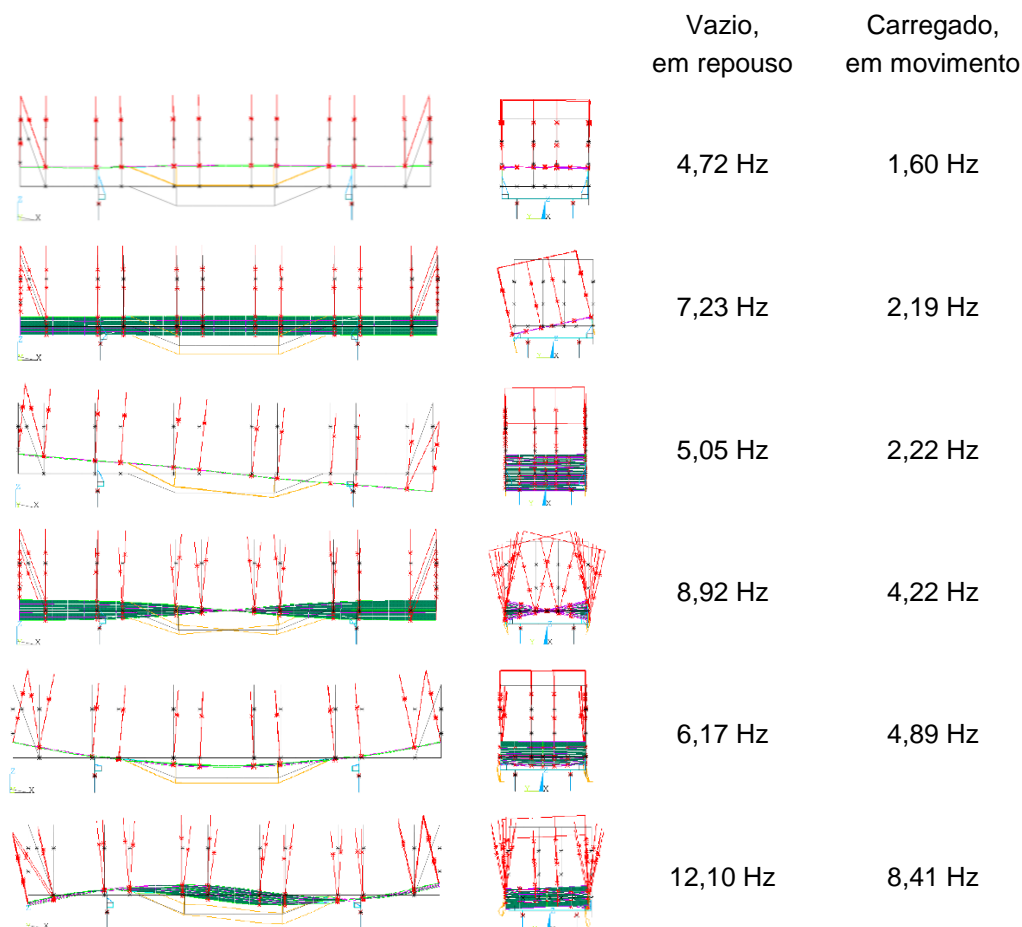 Vazio, Carregado,
em repouso em movimento
4,72 Hz 1,60 Hz
7,23 Hz 2,19 Hz
5,05 Hz 2,22 Hz
8,92 Hz 4,22 Hz
6,17 Hz 4,89 Hz
12,10 Hz 8,41 Hz